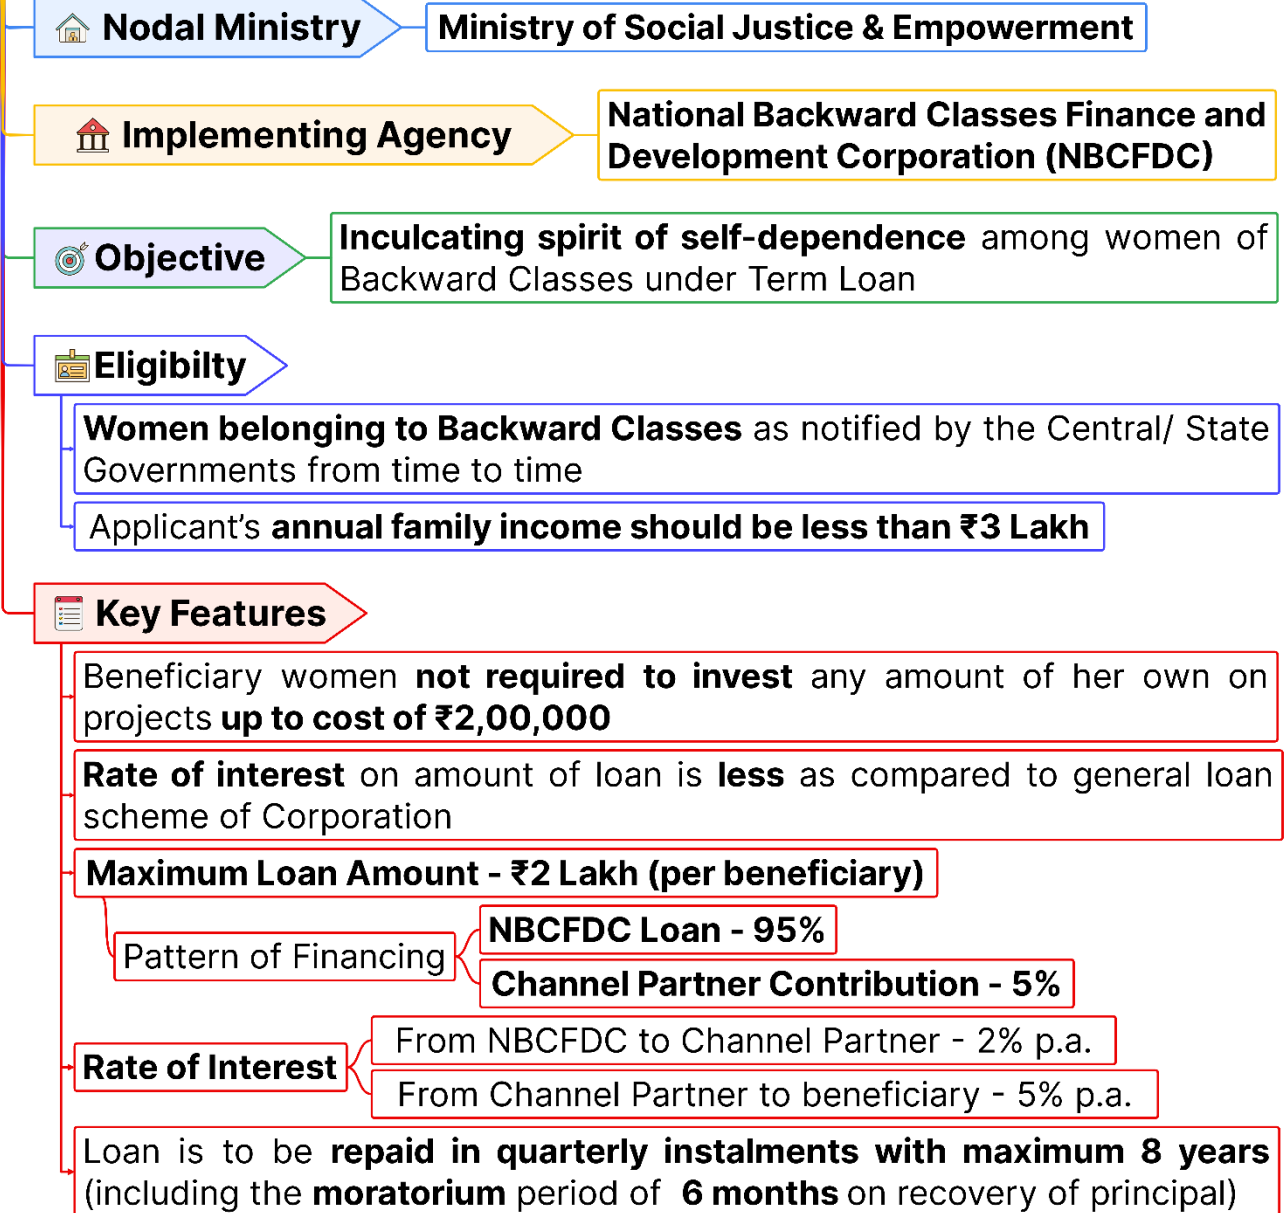 Nodal Ministry
Ministry of Social Justice & Empowerment
Implementing Agency
National Backward Classes Finance and
Development Corporation (NBCFDC)
Objective
Inculcating spirit of self-dependence among women of
Backward Classes under Term Loan
Eligibilty
Women belonging to Backward Classes as notified by the Central/ State
Governments from time to time
Applicant’s annual family income should be less than ₹3 Lakh
Key Features
Beneficiary women not required to invest any amount of her own on
projects up to cost of ₹2,00,000
Rate of interest on amount of loan is less as compared to general loan
scheme of Corporation
Maximum Loan Amount - ₹2 Lakh (per beneficiary)
Pattern of Financing
NBCFDC Loan - 95%
Channel Partner Contribution - 5%
Rate of Interest
From NBCFDC to Channel Partner - 2% p.a.
From Channel Partner to beneficiary - 5% p.a.
Loan is to be repaid in quarterly instalments with maximum 8 years
(including the moratorium period of 6 months on recovery of principal)